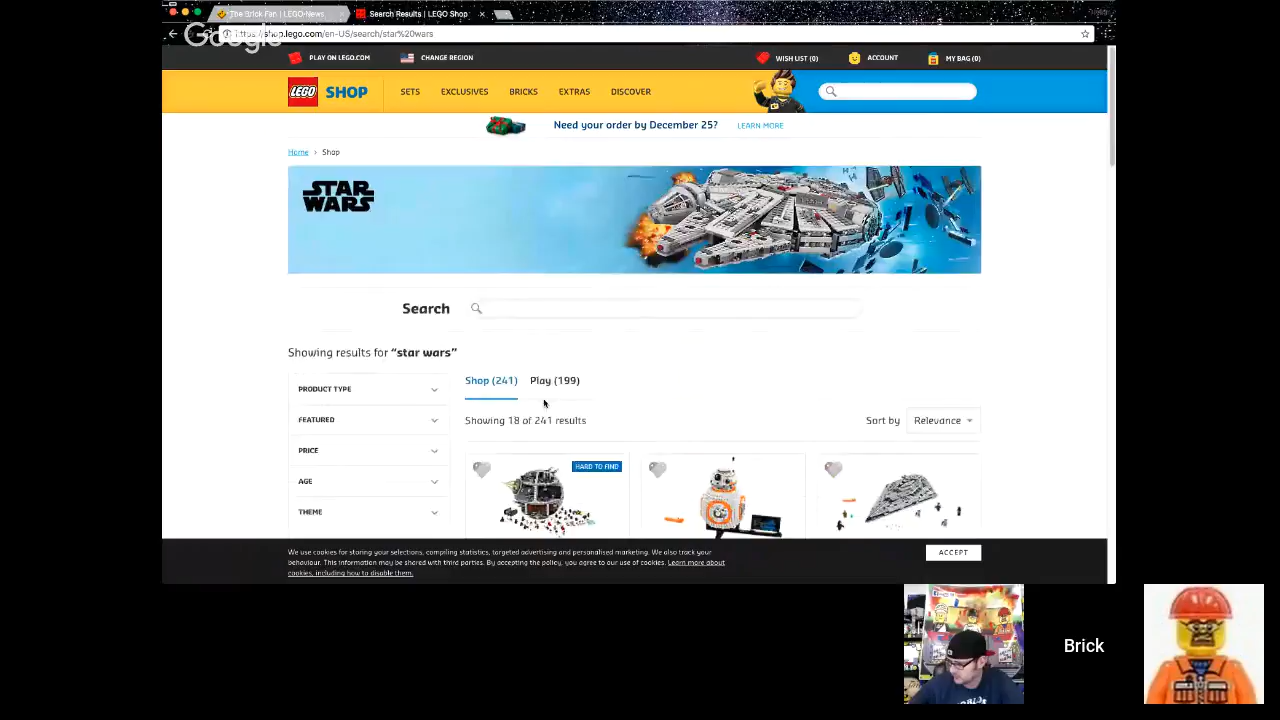 The Brick Fan | LEGO News
Search Results | LEGO Shop
Google
https://shop.lego.com/en-US/search/star%20wars
PLAY ON LEGO.COM
CHANGE REGION
WISH LIST (0)
ACCOUNT
MY BAG (0)
LEGO
SHOP
SETS
EXCLUSIVES
BRICKS
EXTRAS
DISCOVER
Need your order by December 25?
LEARN MORE
Home > Shop
STAR
WARS
Search
Showing results for “star wars”
PRODUCT TYPE
FEATURED
PRICE
AGE
THEME
Shop (241)
Play (199)
Showing 18 of 241 results
Sort by
Relevance
HARD TO FIND
We use cookies for storing your selections, compiling statistics, targeted advertising and personalised marketing. We also track your
behaviour. This information may be shared with third parties. By accepting the policy, you agree to our use of cookies. Learn more about
cookies, including how to disable them.
ACCEPT
Brick